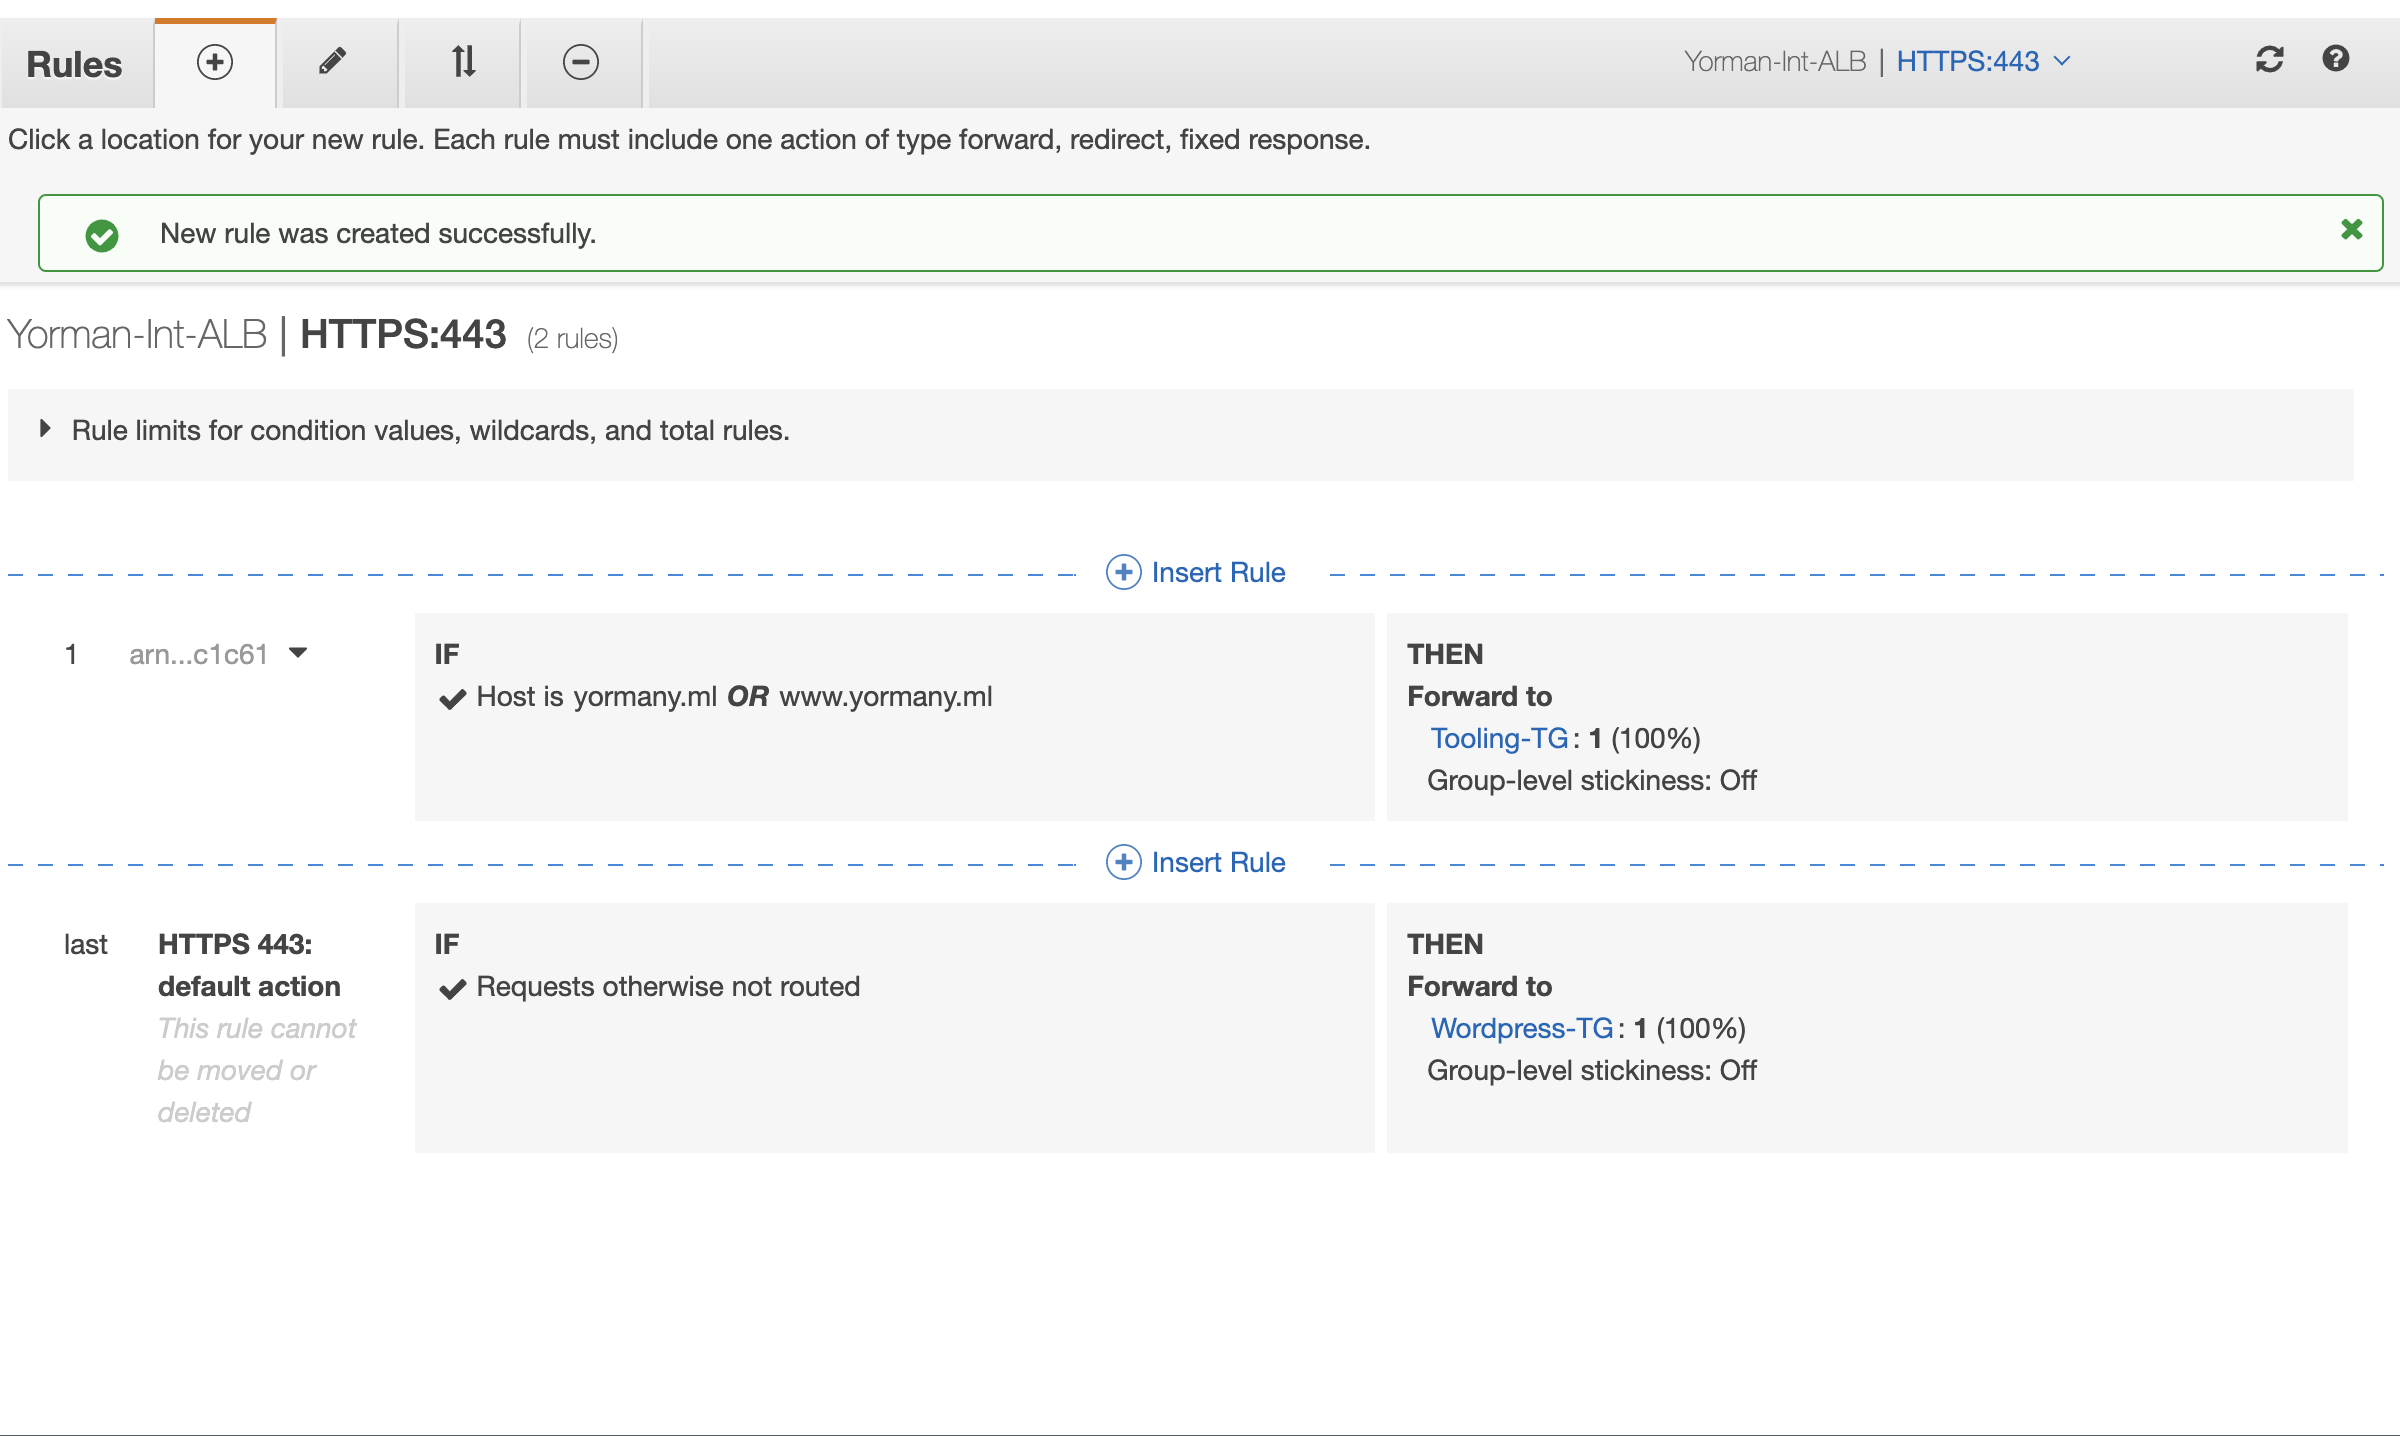 Rules
Yorman-Int-ALB | HTTPS:443
Click a location for your new rule. Each rule must include one action of type forward, redirect, fixed response.
New rule was created successfully.
Yorman-Int-ALB | HTTPS:443 (2 rules)
Rule limits for condition values, wildcards, and total rules.
Insert Rule
1 arn...c1c61
IF
Host is yormany.ml OR www.yormany.ml
THEN
Forward to
Tooling-TG: 1 (100%)
Group-level stickiness: Off
Insert Rule
last
HTTPS 443:
default action
This rule cannot
be moved or
deleted
IF
Requests otherwise not routed
THEN
Forward to
Wordpress-TG: 1 (100%)
Group-level stickiness: Off